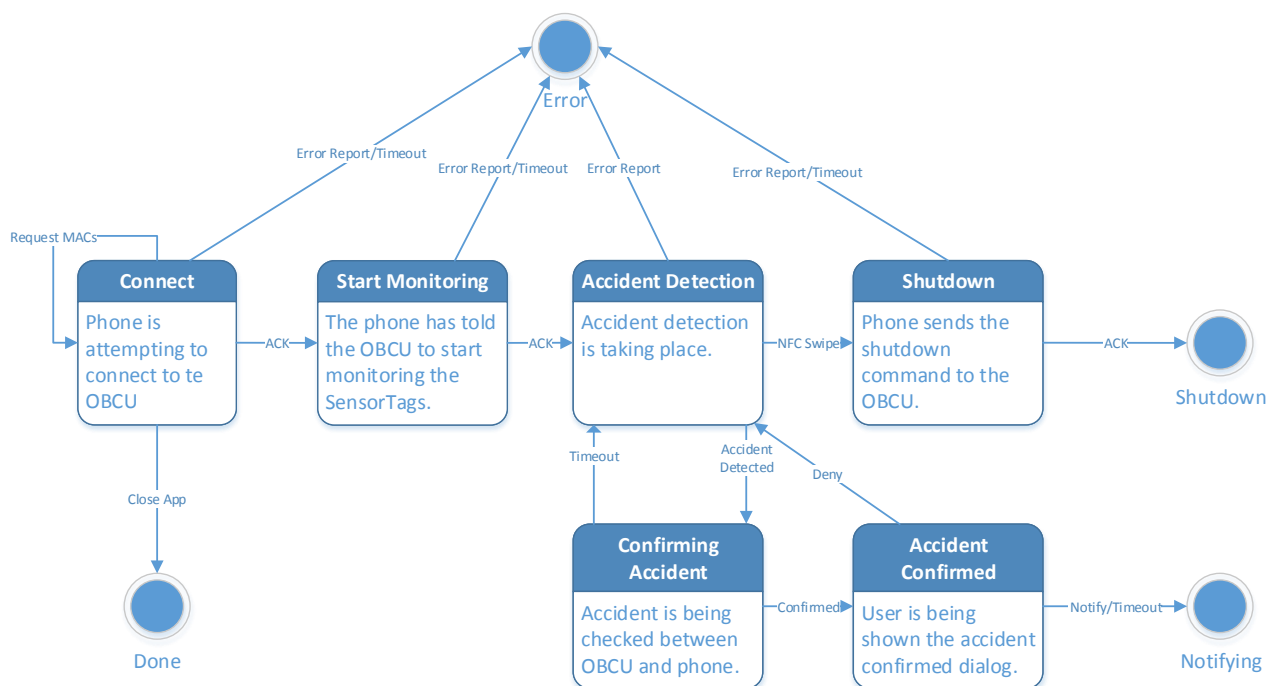 Error
Error Report/Timeout
Error Report/Timeout
Error Report
Error Report/Timeout
Request MACs
Connect
Phone is
attempting to
connect to te
OBCU
ACK
Start Monitoring
The phone has told
the OBCU to start
monitoring the
SensorTags.
ACK
Accident Detection
Accident detection
is taking place.
NFC Swipe
Shutdown
Phone sends the
shutdown
command to the
OBCU.
ACK
Shutdown
Close App
Done
Timeout
Accident
Detected
Deny
Confirming
Accident
Accident is being
checked between
OBCU and phone.
Confirmed
Accident
Confirmed
User is being
shown the accident
confirmed dialog.
Notify/Timeout
Notifying